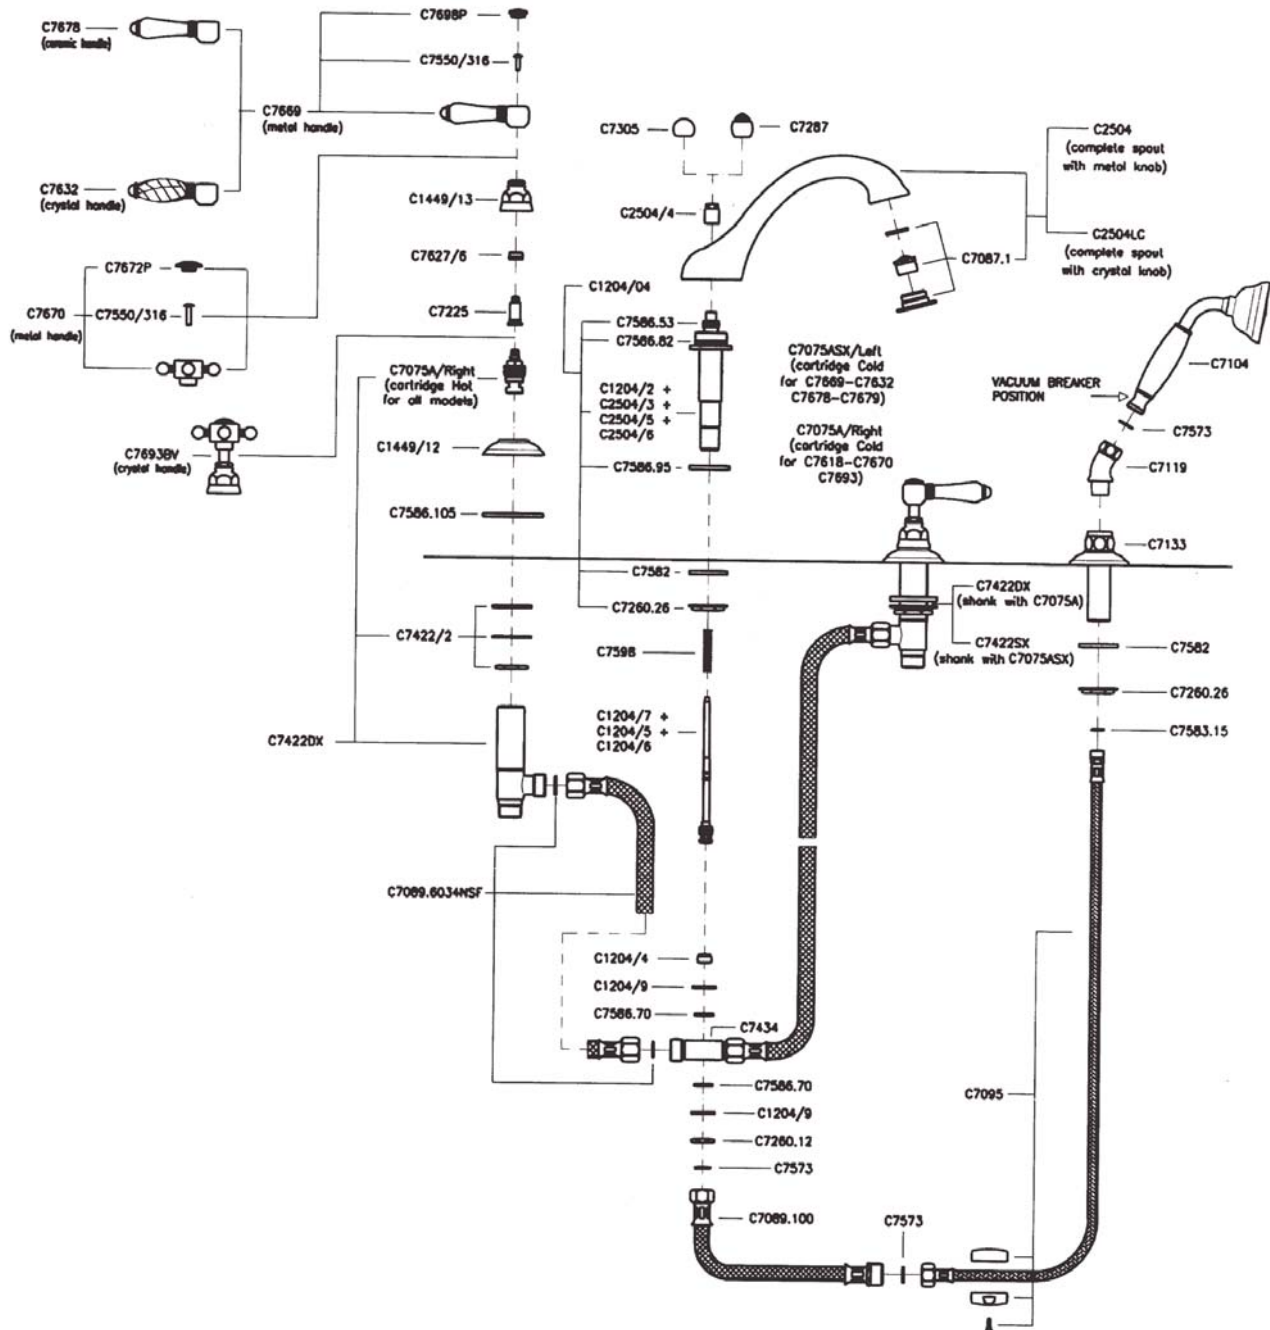 C7698P
C7678
(ceramic handle)
C7550/316
C7669
(metal handle)
C7305
C7287
C2504
(complete spout
with metal knob)
C7632
(crystal handle)
C1449/13
C2504/4
C2504LC
(complete spout
with crystal knob)
C7627/6
C7087.1
C7672P
C1204/04
C7670
(metal handle)
C7550/316
C7225
C7586.53
C7586.82
C7075A/Right
(cartridge Hot
for all models)
C1204/2 +
C2504/3 +
C2504/5 +
C2504/6
C7075ASX/Left
(cartridge Cold
for C7669-C7632
C7678-C7679)
C7104
VACUUM BREAKER
POSITION
C7573
C7693BV
(crystal handle)
C1449/12
C7075A/Right
(cartridge Cold
for C7618-C7670
C7693)
C7586.95
C7119
C7586.105
C7133
C7582
C7422DX
(shank with C7075A)
C7260.26
C7422/2
C7598
C7422SX
(shank with C7075ASX)
C7582
C7260.26
C1204/7 +
C1204/5 +
C1204/6
C7583.15
C7422DX
C7089.6034NSF
C1204/4
C1204/9
C7586.70
C7434
C7586.70
C7095
C1204/9
C7260.12
C7573
C7089.100
C7573